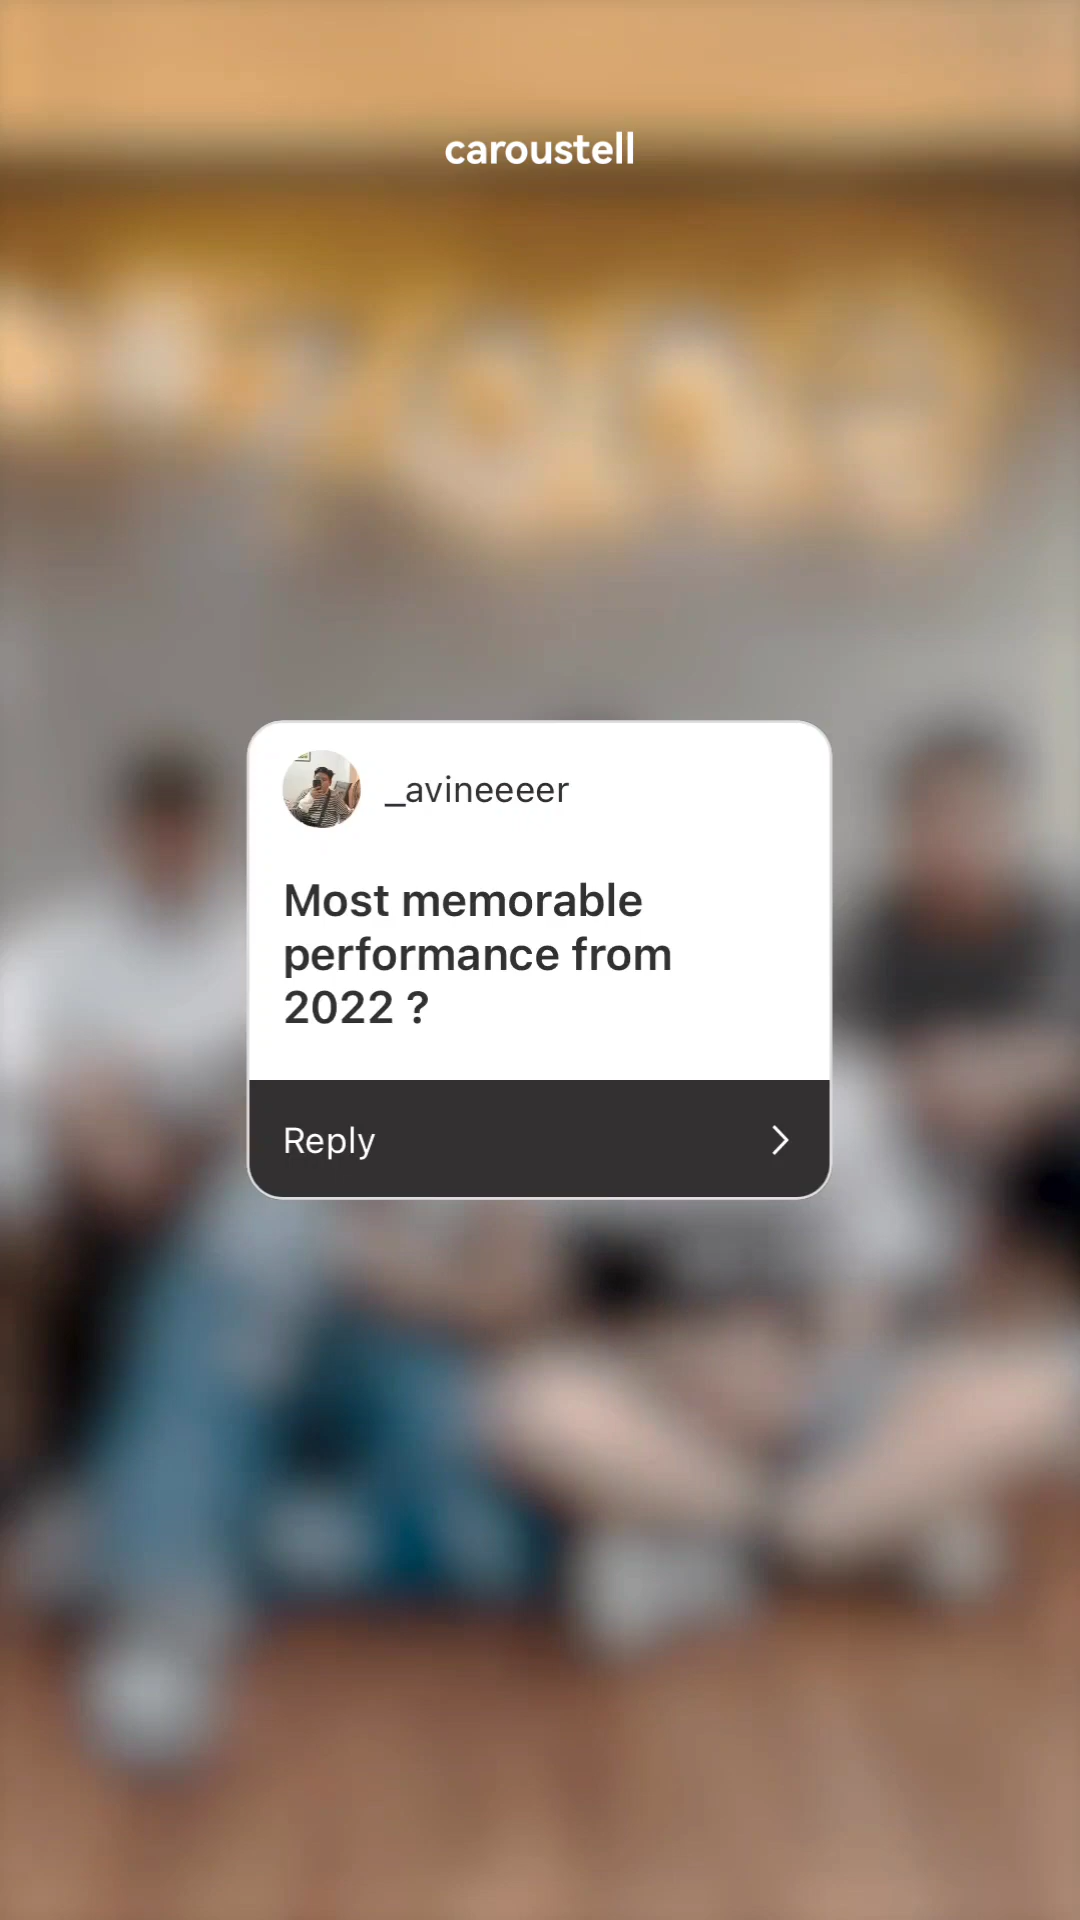 caroustell
_avineeeer
Most memorable
performance from
2022 ?
Reply